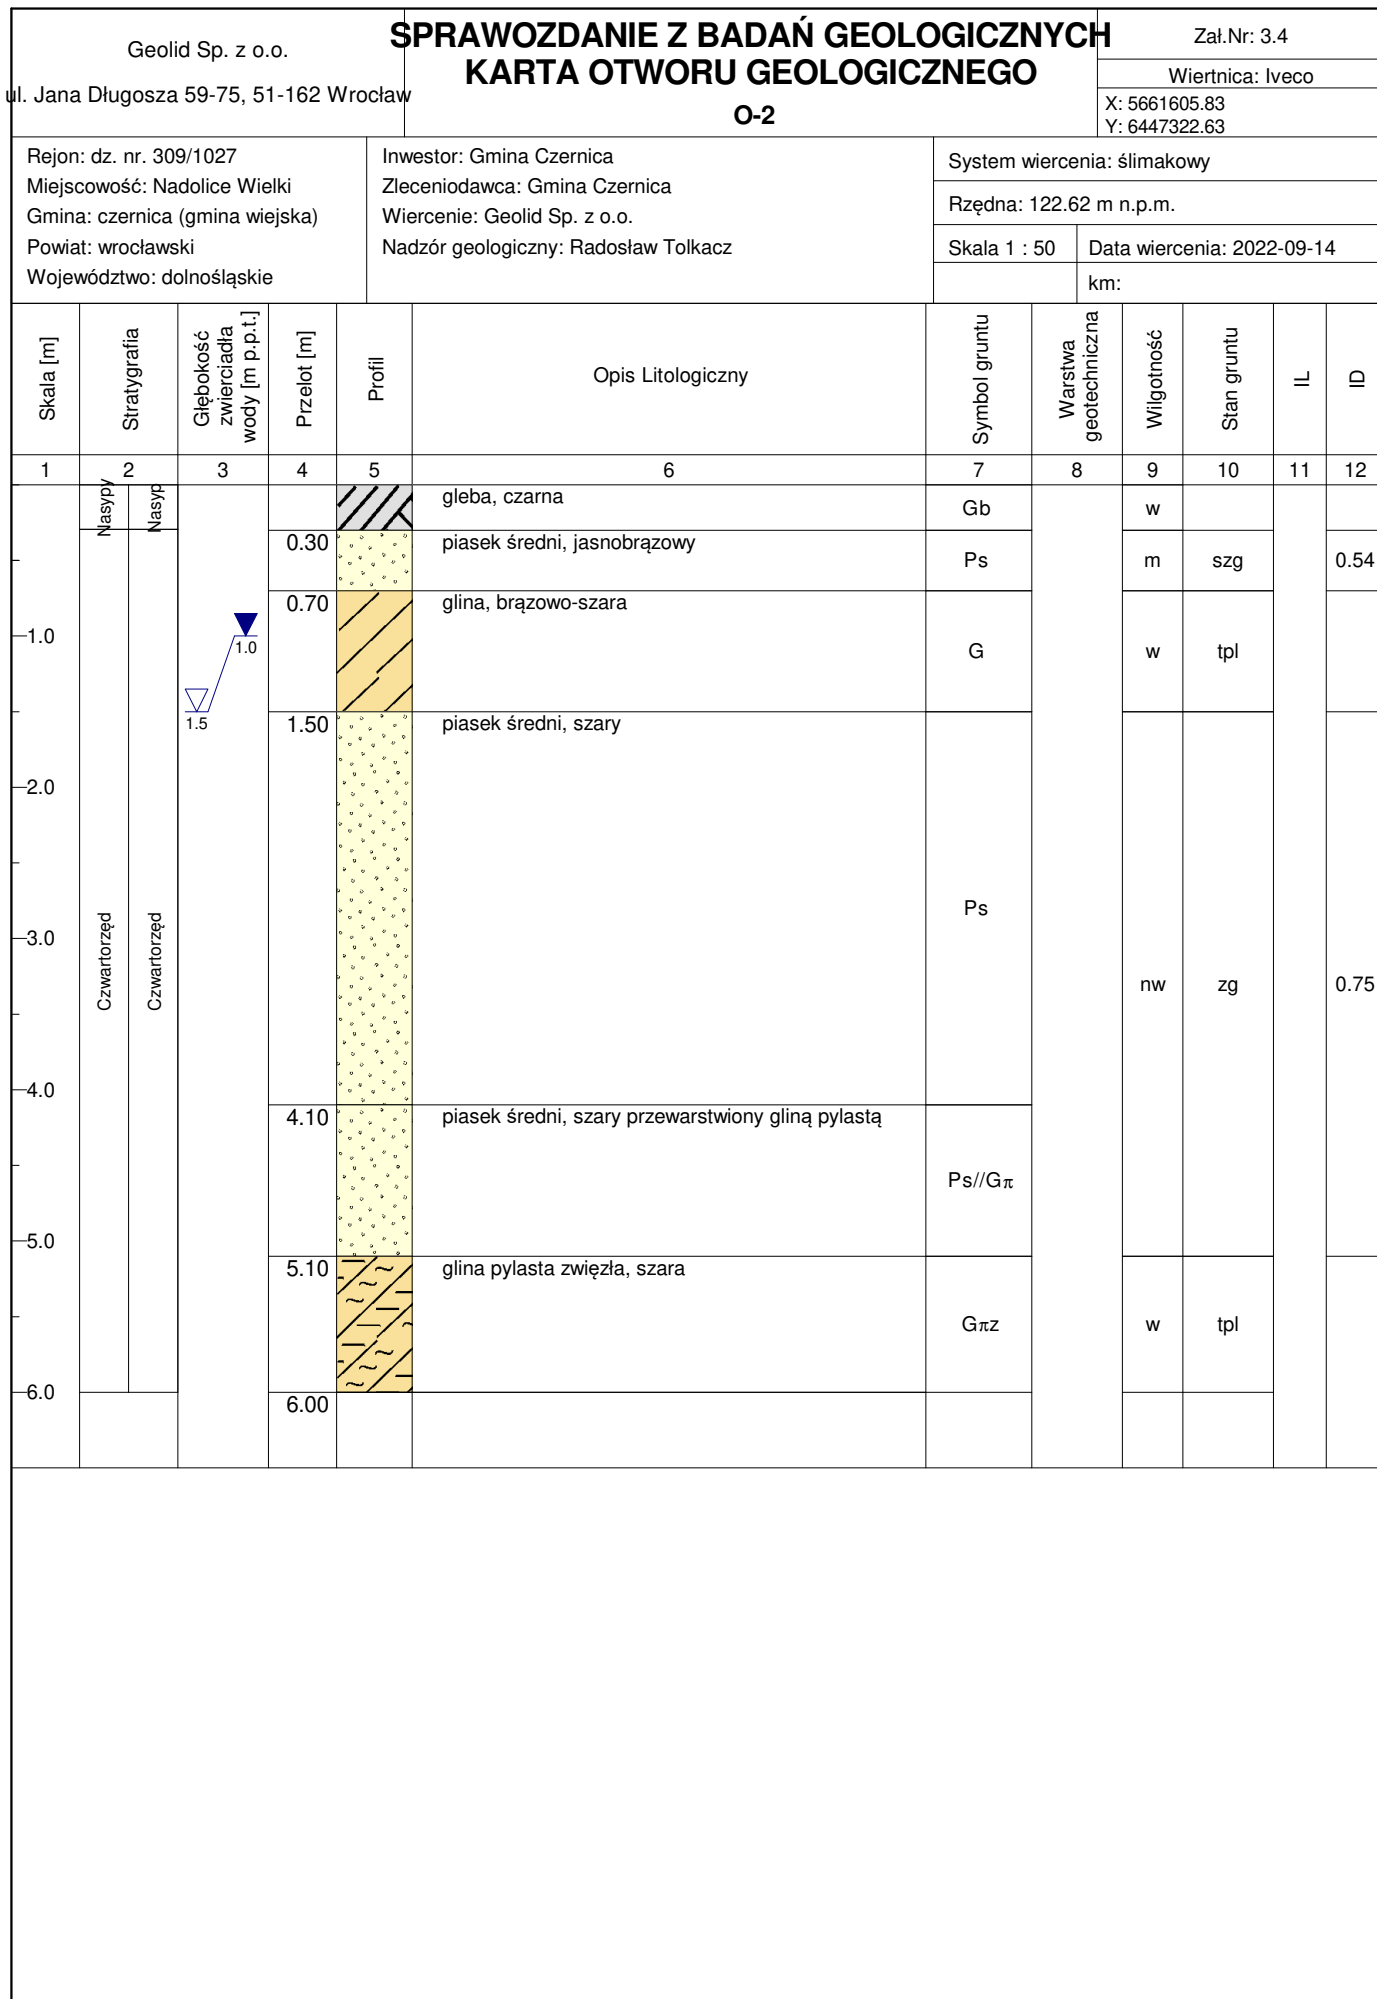 Geolid Sp. z o.o.
ul. Jana Długosza 59-75, 51-162 Wrocław
SPRAWOZDANIE Z BADAŃ GEOLOGICZNYCH
KARTA OTWORU GEOLOGICZNEGO
O-2
Zał.Nr: 3.4
Wiertnica: Iveco
X: 5661605.83
Y: 6447322.63
Rejon: dz. nr. 309/1027
Miejscowość: Nadolice Wielki
Gmina: czernica (gmina wiejska)
Powiat: wrocławski
Województwo: dolnośląskie
Inwestor: Gmina Czernica
Zleceniodawca: Gmina Czernica
Wiercenie: Geolid Sp. z o.o.
Nadzór geologiczny: Radosław Tolkacz
System wiercenia: ślimakowy
Rzędna: 122.62 m n.p.m.
Skala 1 : 50
Data wiercenia: 2022-09-14
km:
Skala [m]
Stratygrafia
Głębokość
zwierciadła
wody [m p.p.t.]
Przelot [m]
Profil
Opis Litologiczny
Symbol gruntu
Warstwa
geotechniczna
Wilgotność
Stan gruntu
IL
ID
1 2 3 4 5 6 7 8 9 10 11 12
Nasypy
Nasyp
gleba, czarna
Gb
w
0.30
piasek średni, jasnobrązowy
Ps
m
szg
0.54
0.70
glina, brązowo-szara
G
w
tpl
1.0
1.0
1.5
1.50
piasek średni, szary
Ps
2.0
3.0
Czwartorzęd
Czwartorzęd
nw
zg
0.75
4.0
4.10
piasek średni, szary przewarstwiony gliną pylastą
Ps//Gπ
5.0
5.10
glina pylasta zwięzła, szara
Gπz
w
tpl
6.0
6.00